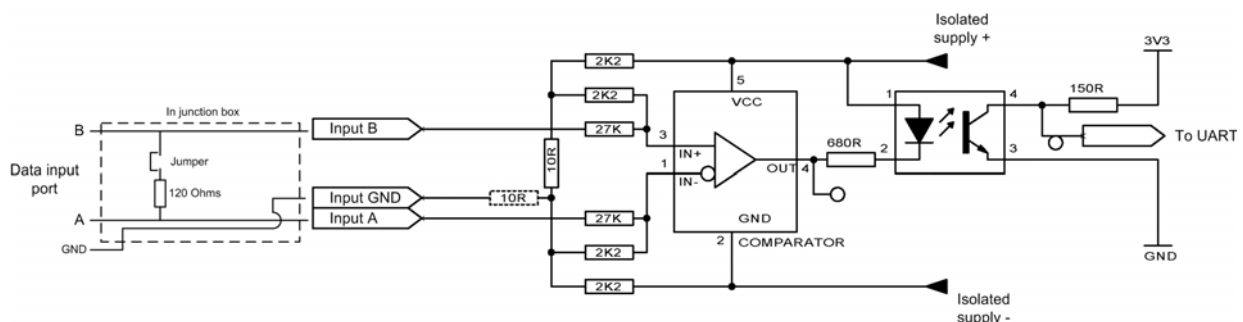 Isolated
supply +
3V3
2K2
5
VCC
1
4
150R
In junction box
2K2
B
Input B
27K
3
IN+
To UART
Data input
port
Jumper
10R
1
IN-
OUT
4
680R
2
3
120 Ohms
Input GND
10R
A
Input A
27K
GND
GND
2K2
2
COMPARATOR
GND
2K2
Isolated
supply -